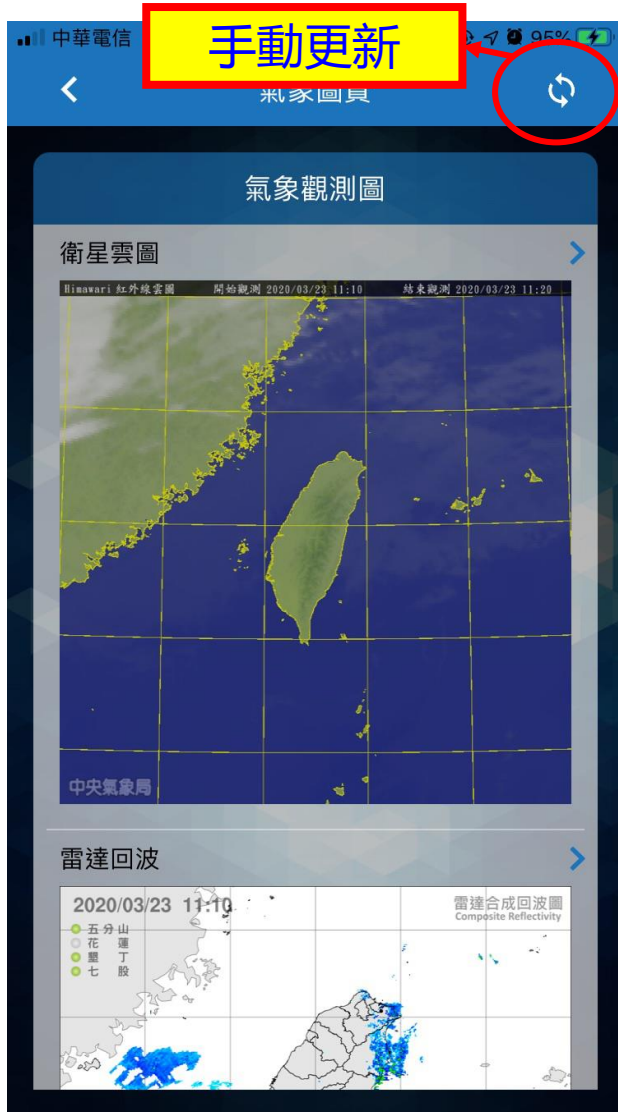 中華電信
95%
手動更新
氣象圖資
氣象觀測圖
衛星雲圖
Himawari 紅外線雲圖 開始觀測 2020/03/23 11:10 結束觀測 2020/03/23 11:20
中央氣象局
雷達回波
2020/03/23 11:10
雷達合成回波圖
Composite Reflectivity
五分山
花蓮
墾丁
七股